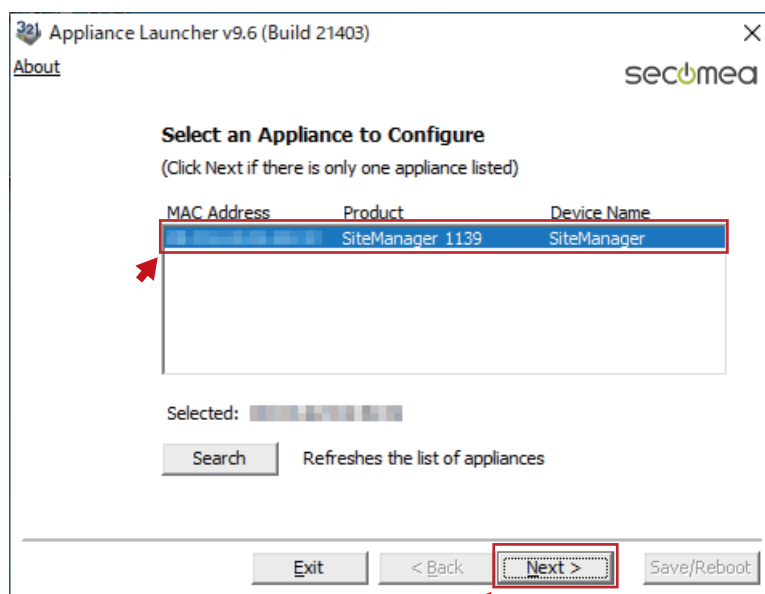 Appliance Launcher v9.6 (Build 21403)
About
secomea
Select an Appliance to Configure
(Click Next if there is only one appliance listed)
MAC Address Product Device Name
SiteManager 1139 SiteManager
Selected:
Search Refreshes the list of appliances
Exit < Back Next > Save/Reboot